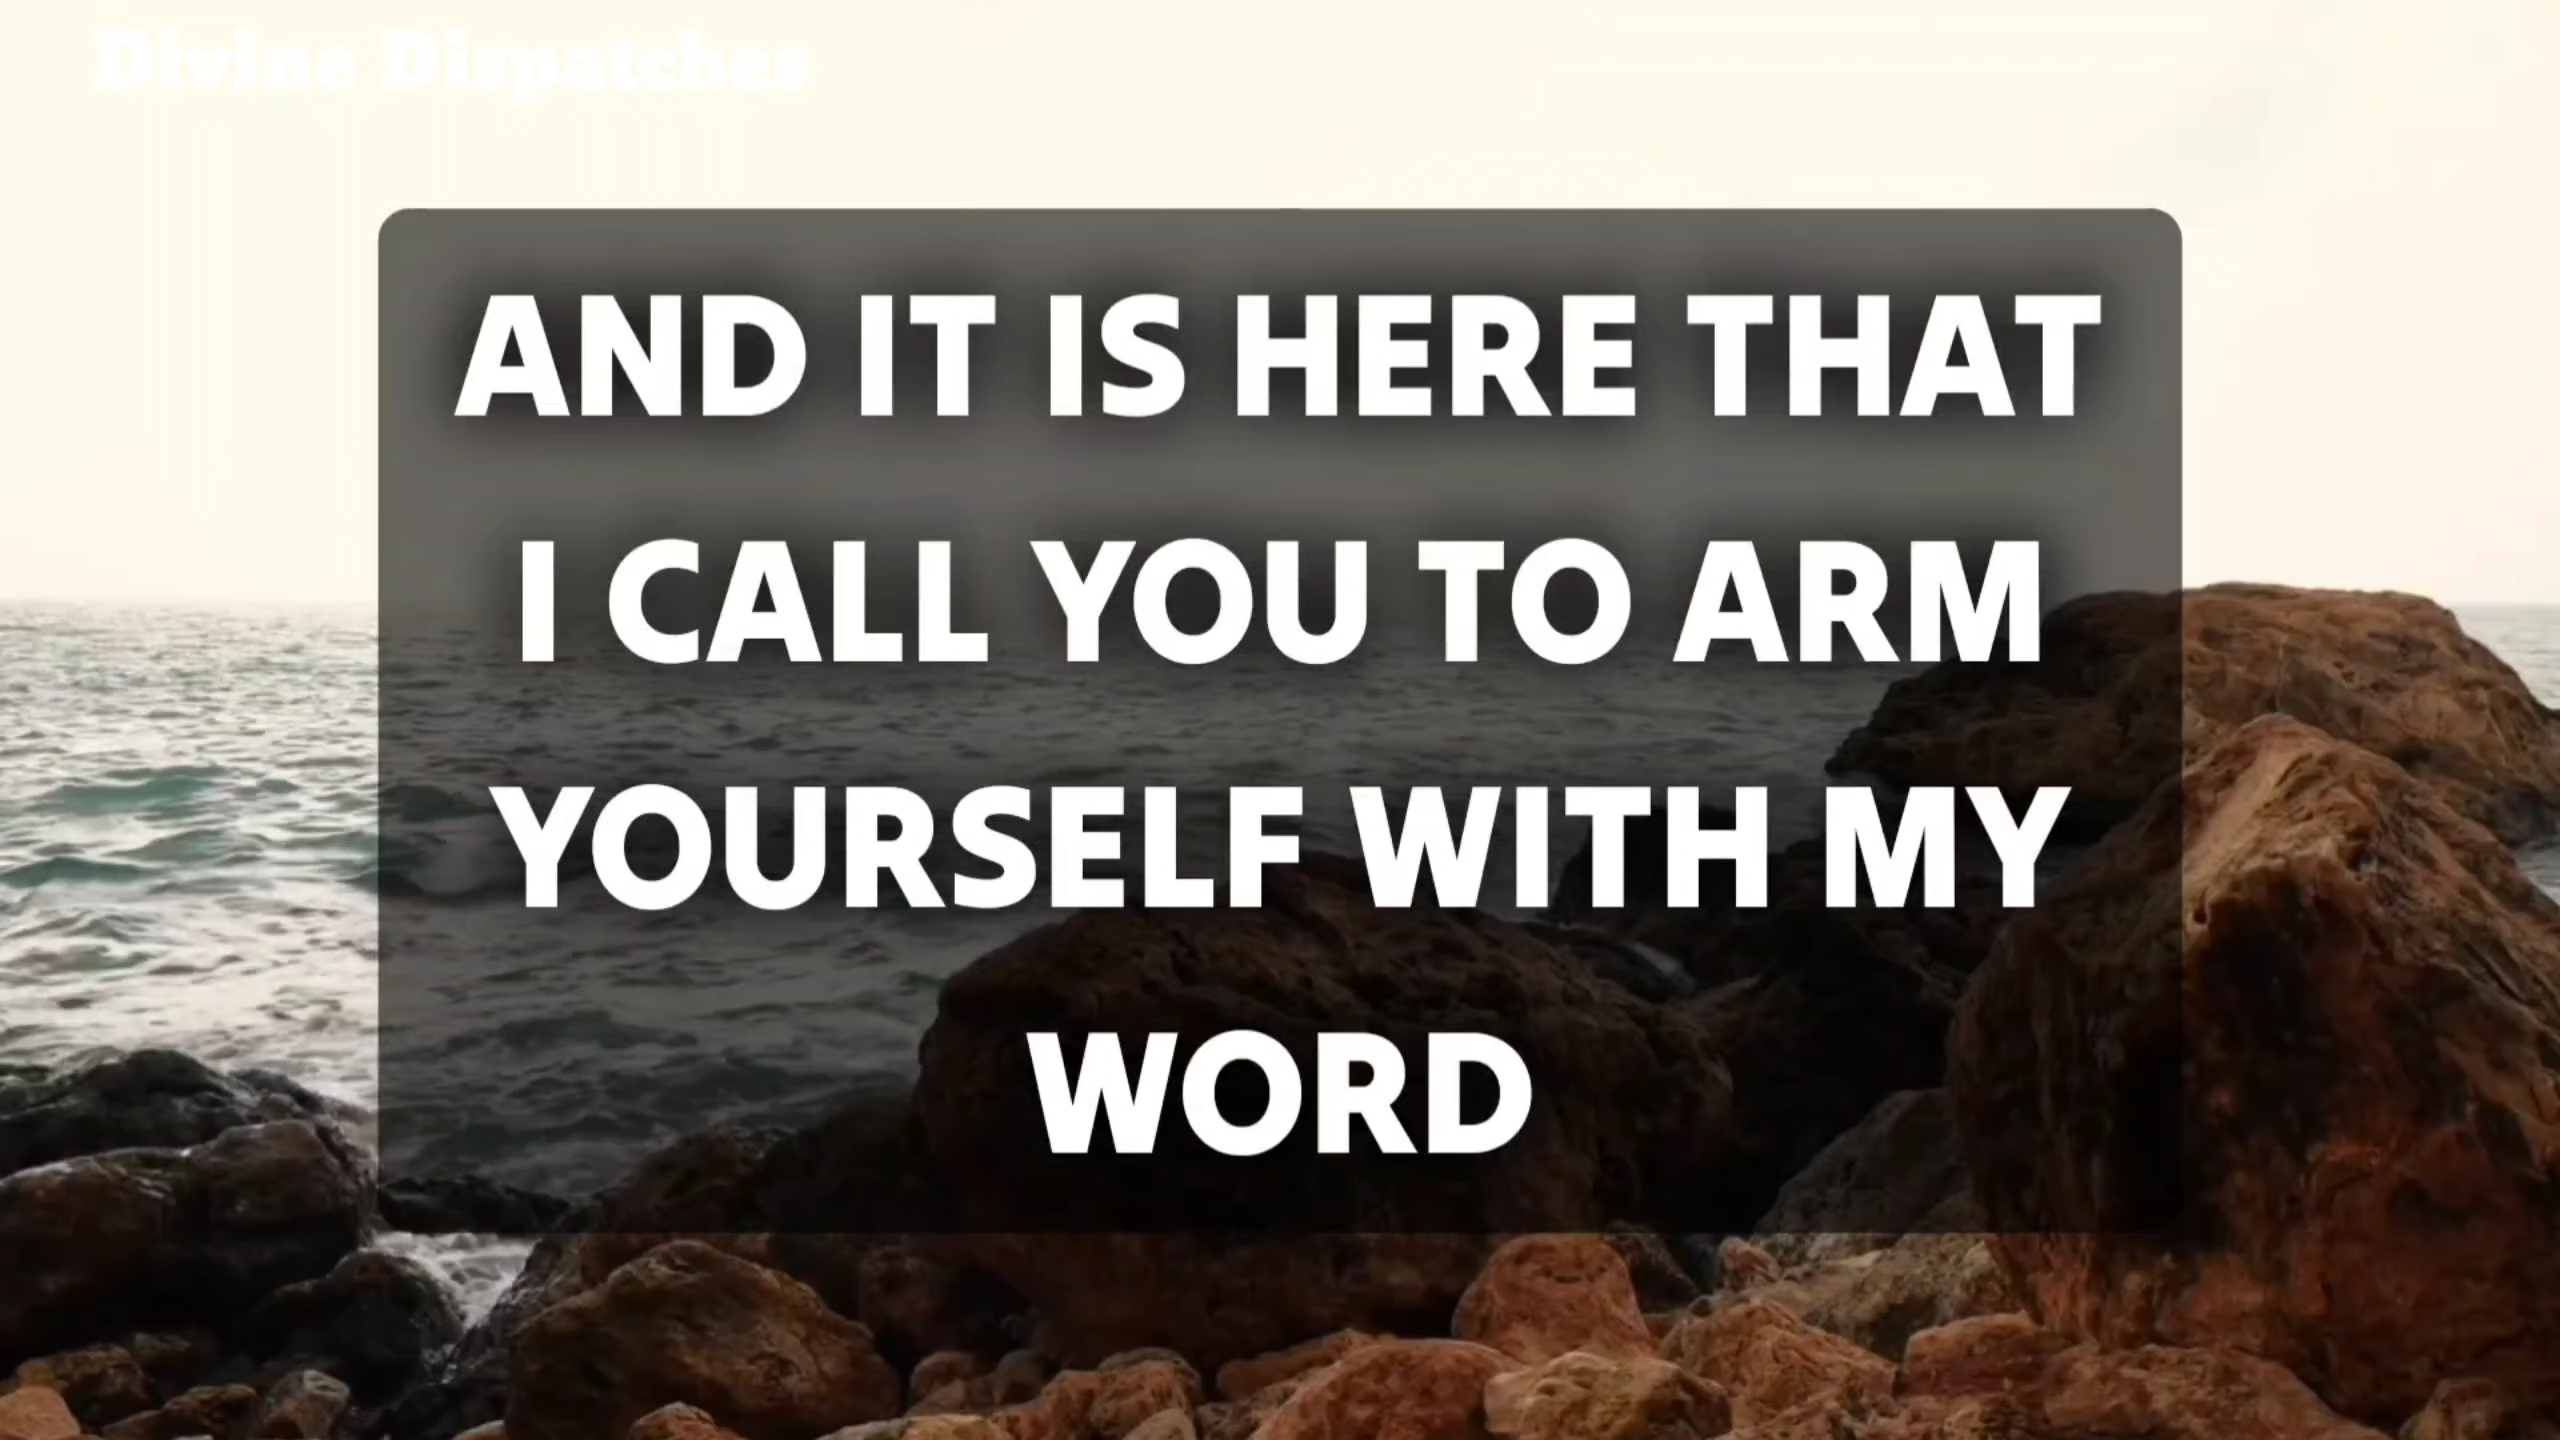 Divine Dispatches
AND IT IS HERE THAT
I CALL YOU TO ARM
YOURSELF WITH MY
WORD